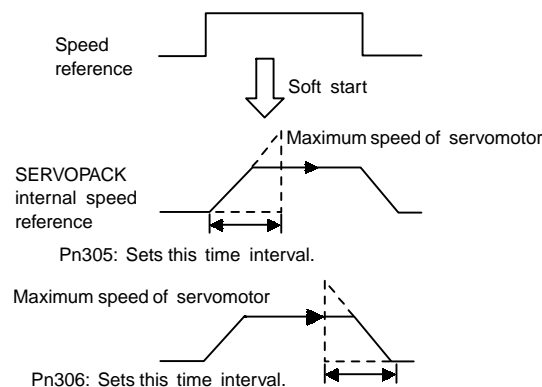 Speed
reference
Soft start
Maximum speed of servomotor
SERVOPACK
internal speed
reference
Pn305: Sets this time interval.
Maximum speed of servomotor
Pn306: Sets this time interval.